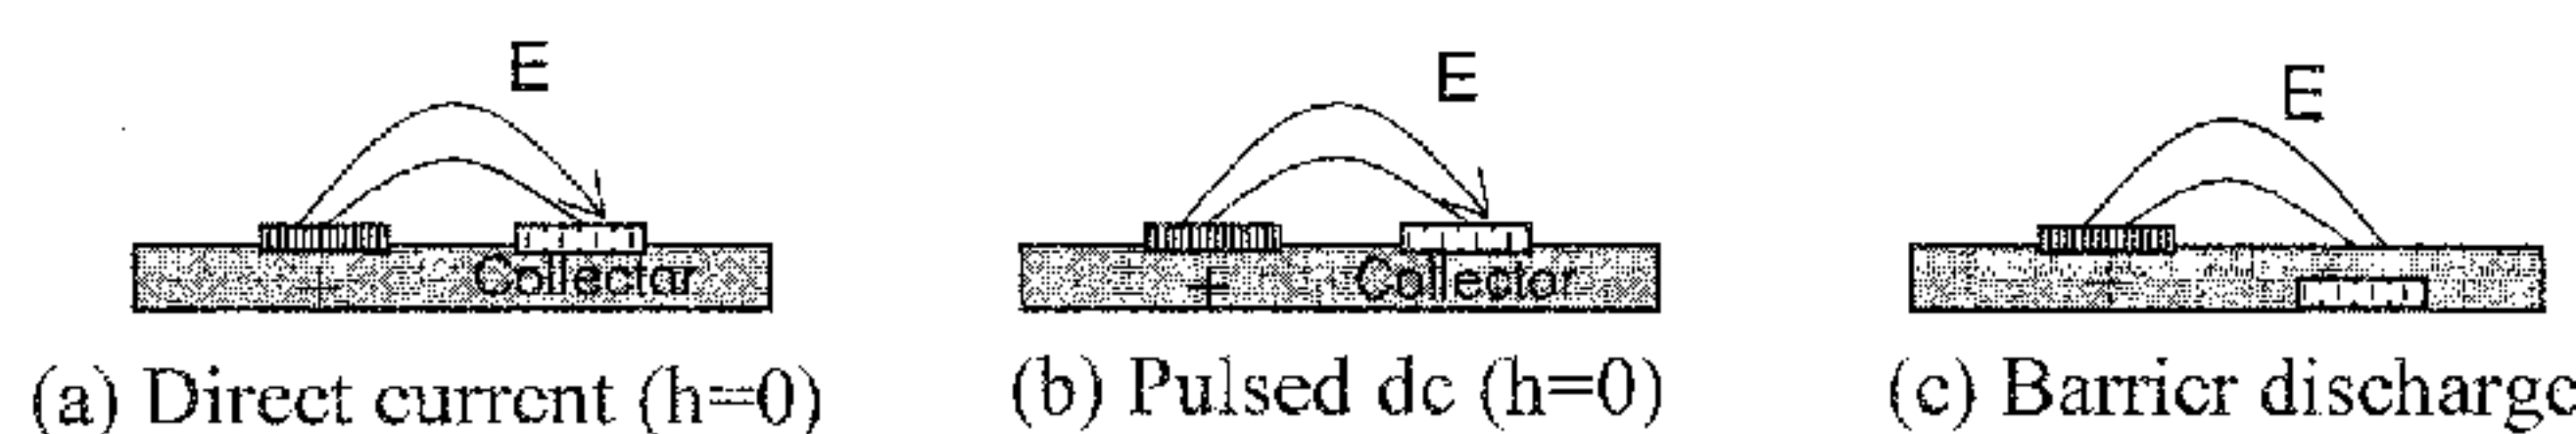 E E E
+ Collector + Collector +
(a) Direct current (h=0) (b) Pulsed dc (h=0) (c) Barrier discharge